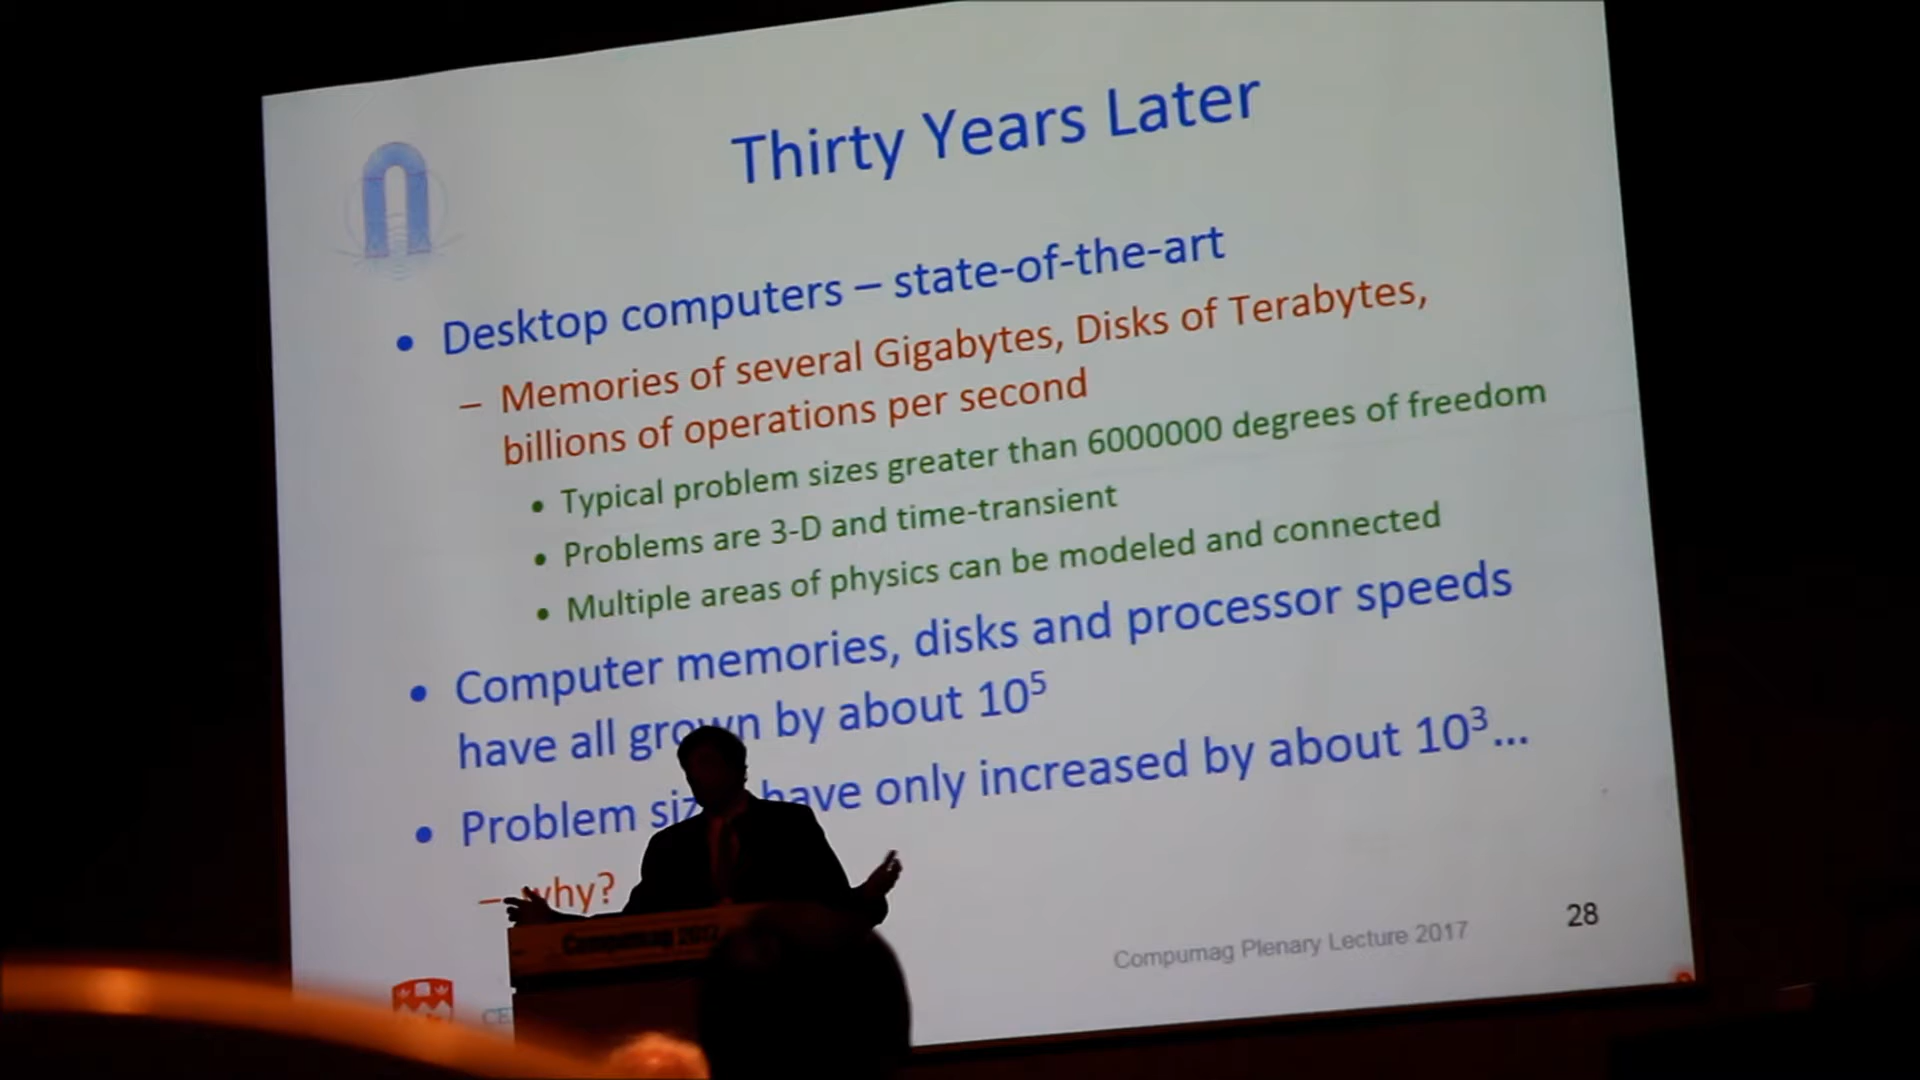 Thirty Years Later
• Desktop computers – state-of-the-art
– Memories of several Gigabytes, Disks of Terabytes,
billions of operations per second
• Typical problem sizes greater than 6000000 degrees of freedom
• Problems are 3-D and time-transient
• Multiple areas of physics can be modeled and connected
• Computer memories, disks and processor speeds
have all grown by about 10⁵
• Problem have only increased by about 10³...
– why?
Compumag 2017
Compumag Plenary Lecture 2017
28